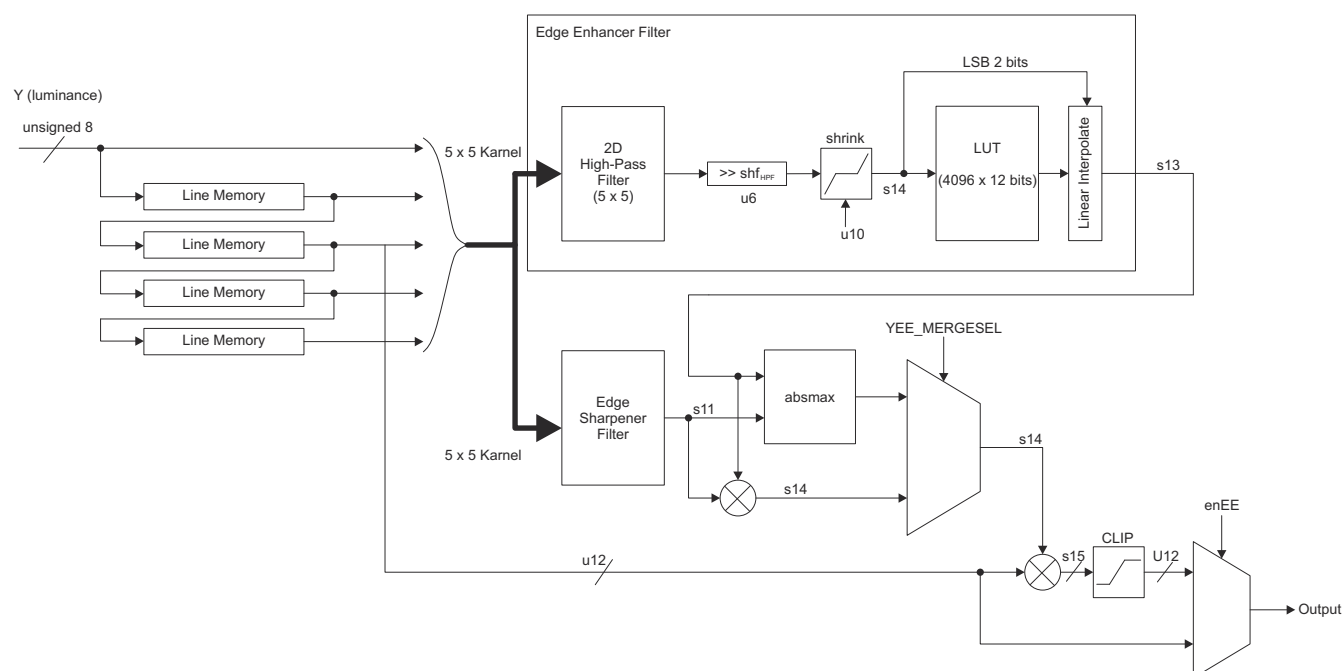 Edge Enhancer Filter
LSB 2 bits
Y (luminance)
unsigned 8
5 x 5 Karnel
2D
High-Pass
Filter
(5 x 5)
>> shfHPF
u6
shrink
u10
s14
LUT
(4096 x 12 bits)
Linear Interpolate
s13
Line Memory
Line Memory
Line Memory
Line Memory
YEE_MERGESEL
Edge
Sharpener
Filter
s11
absmax
5 x 5 Karnel
s14
s14
enEE
u12
s15
CLIP
U12
Output